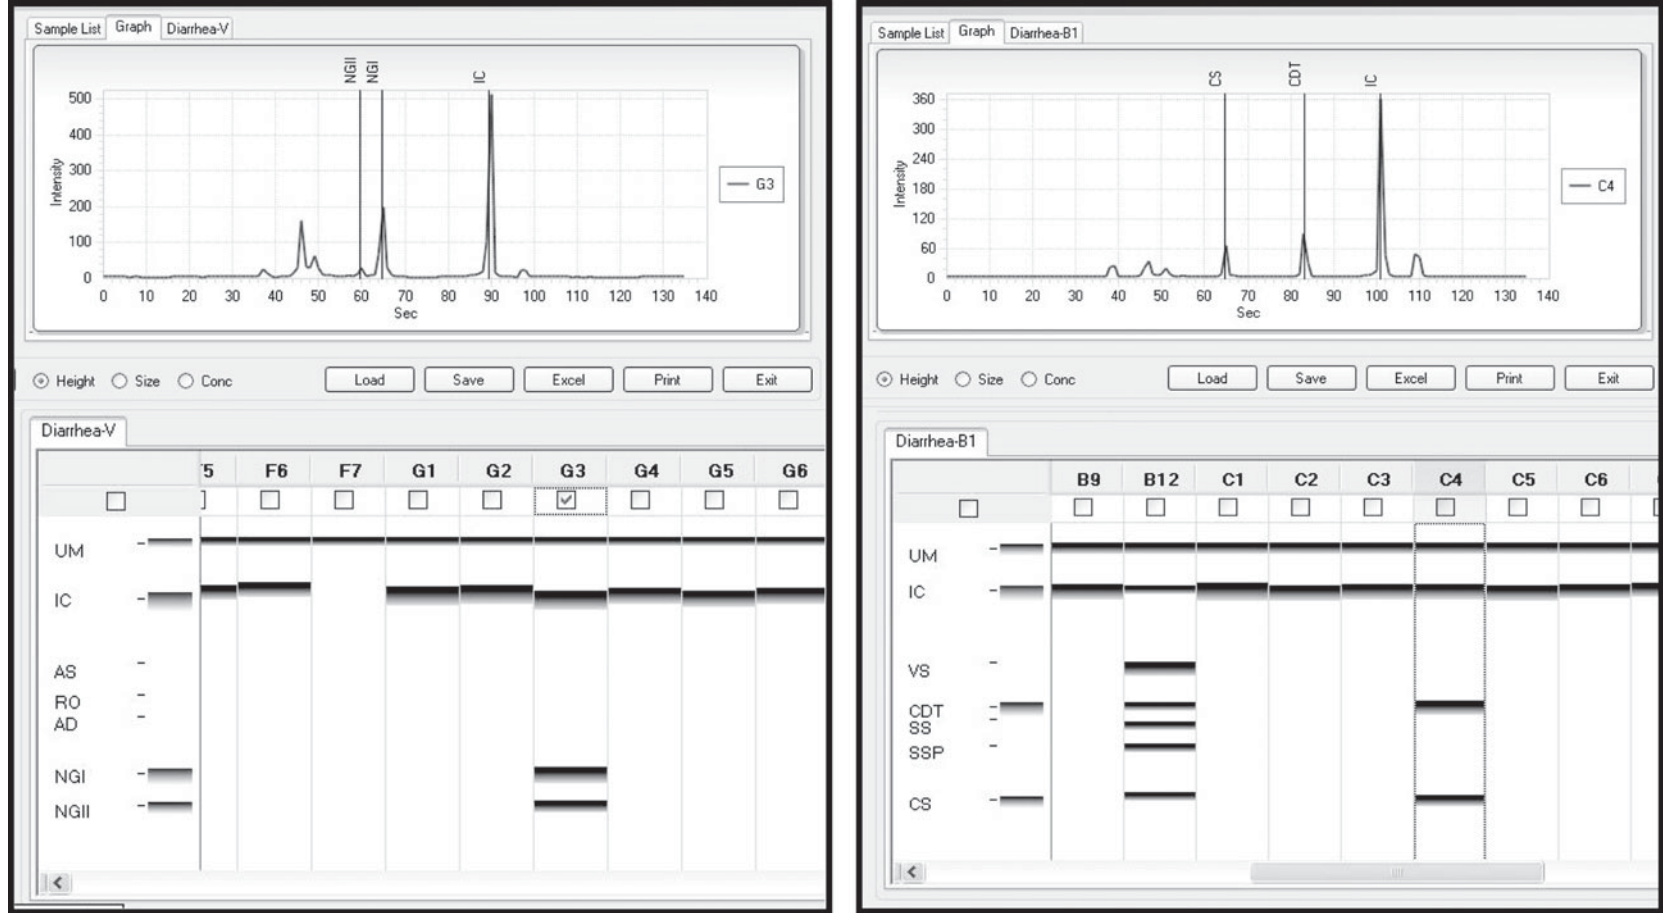 Sample List Graph Diarrhea-V
NGII NGI IC
500
400
300
200
100
0
Intensity
0 10 20 30 40 50 60 70 80 90 100 110 120 130 140
Sec
G3
Height Size Conc Load Save Excel Print Exit
Diarrhea-V
F6 F7 G1 G2 G3 G4 G5 G6
UM
IC
AS
RO
AD
NGI
NGII
Sample List Graph Diarrhea-B1
CS CDT IC
360
300
240
180
120
60
0
Intensity
0 10 20 30 40 50 60 70 80 90 100 110 120 130 140
Sec
C4
Height Size Conc Load Save Excel Print Exit
Diarrhea-B1
B9 B12 C1 C2 C3 C4 C5 C6
UM
IC
VS
CDT
SS
SSP
CS